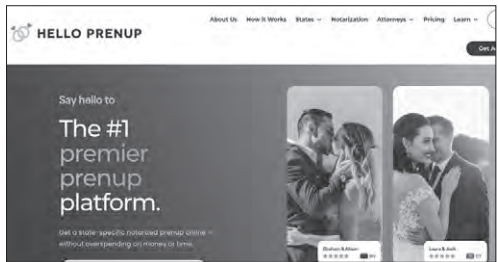 About Us How It Works States Notarization Attorneys Pricing Learn
HELLO PRENUP
Say hello to
The #1
premier
prenup
platform.
Get a state-specific notarized prenup online –
without overspending on money or time.